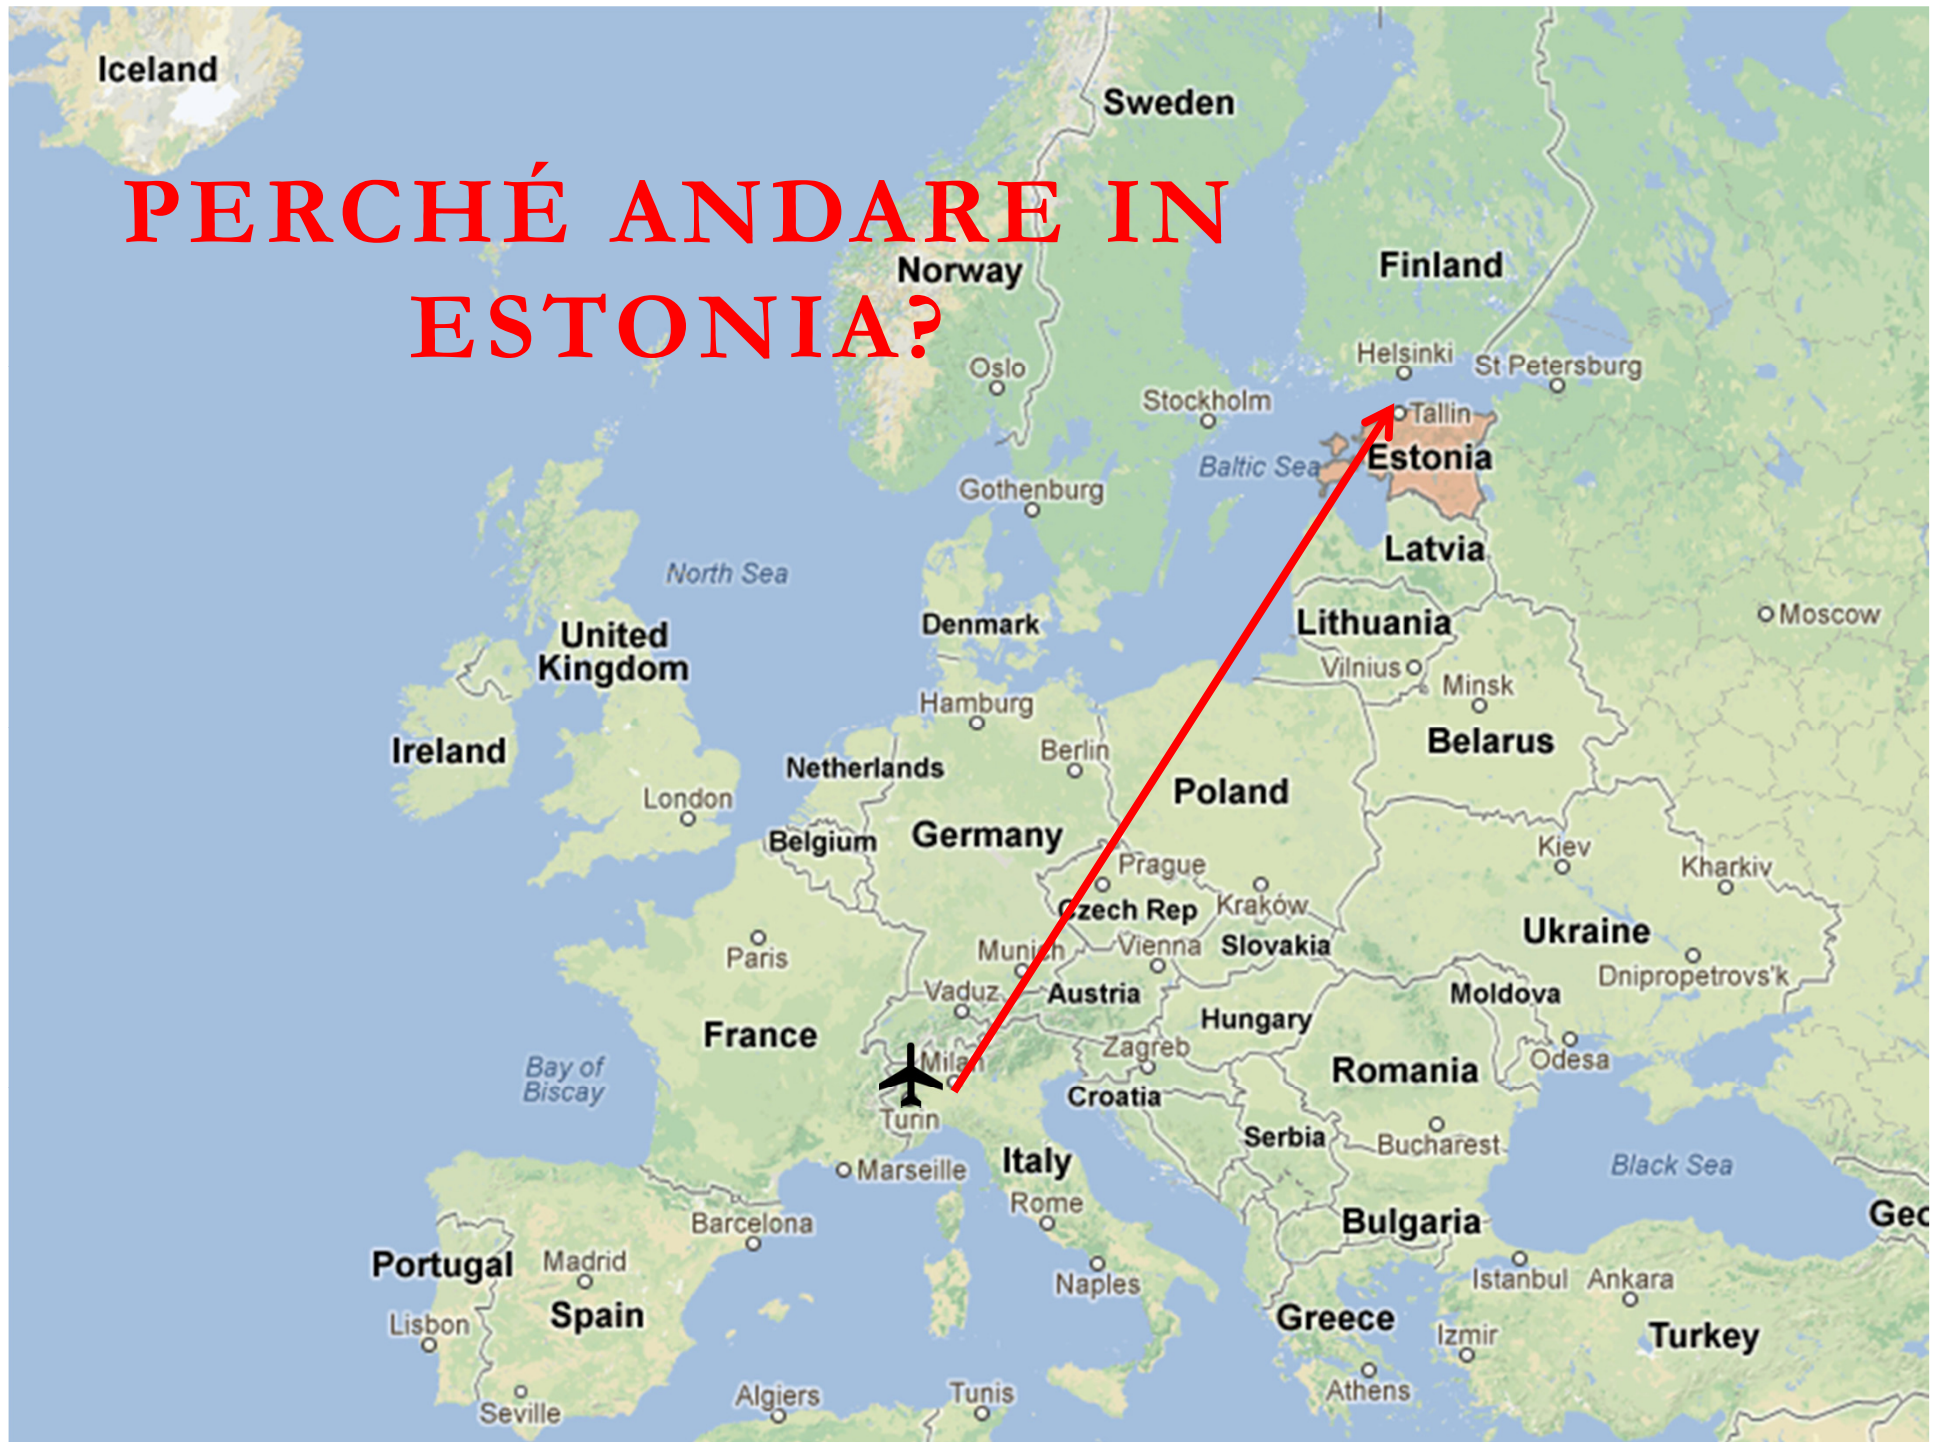 Iceland
Sweden
PERCHÉ ANDARE IN
Norway
Finland
ESTONIA?
Helsinki
St Petersburg
Oslo
Stockholm
Tallin
Baltic Sea
Estonia
Gothenburg
Latvia
North Sea
Moscow
Denmark
Lithuania
United
Kingdom
Vilnius
Minsk
Hamburg
Belarus
Ireland
Berlin
Netherlands
Poland
London
Belgium
Germany
Kiev
Prague
Kharkiv
Czech Rep
Kraków
Ukraine
Paris
Munich
Vienna
Slovakia
Dnipropetrovs'k
Vaduz
Austria
Moldova
Hungary
France
Zagreb
Milan
Odesa
Bay of
Biscay
Romania
Croatia
Turin
Serbia
Bucharest
Marseille
Italy
Black Sea
Rome
Barcelona
Bulgaria
Geo
Portugal
Madrid
Naples
Istanbul
Ankara
Spain
Lisbon
Greece
Izmir
Turkey
Algiers
Tunis
Athens
Seville